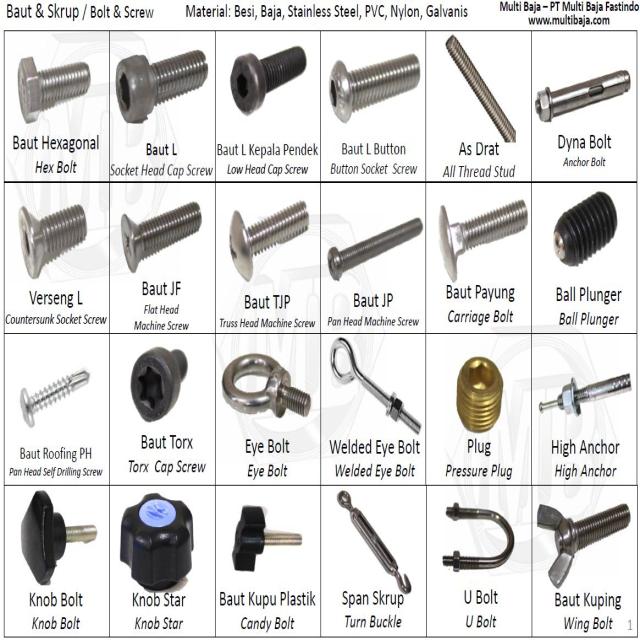 Baut & Skrup / Bolt & Screw
Material: Besi, Baja, Stainless Steel, PVC, Nylon, Galvanis
Multi Baja – PT Multi Baja Fastindo
www.multibaja.com
Baut Hexagonal
Hex Bolt
Baut L
Socket Head Cap Screw
Baut L Kepala Pendek
Low Head Cap Screw
Baut L Button
Button Socket Screw
As Drat
All Thread Stud
Dyna Bolt
Anchor Bolt
Verseng L
Countersunk Socket Screw
Baut JF
Flat Head
Machine Screw
Baut TJP
Truss Head Machine Screw
Baut JP
Pan Head Machine Screw
Baut Payung
Carriage Bolt
Ball Plunger
Ball Plunger
Baut Roofing PH
Pan Head Self Drilling Screw
Baut Torx
Torx Cap Screw
Eye Bolt
Eye Bolt
Welded Eye Bolt
Welded Eye Bolt
Plug
Pressure Plug
High Anchor
High Anchor
Knob Bolt
Knob Bolt
Knob Star
Knob Star
Baut Kupu Plastik
Candy Bolt
Span Skrup
Turn Buckle
U Bolt
U Bolt
Baut Kuping
Wing Bolt
1